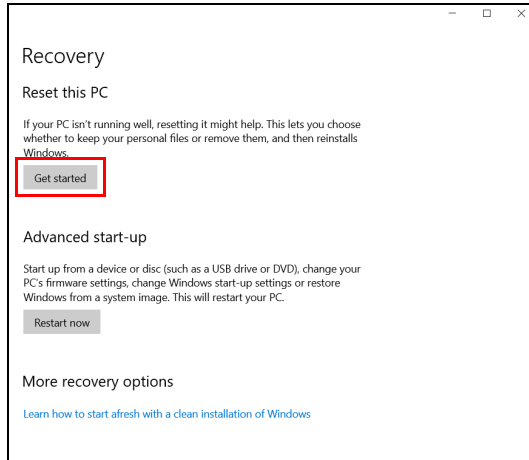 Recovery
Reset this PC
If your PC isn't running well, resetting it might help. This lets you choose
whether to keep your personal files or remove them, and then reinstalls
Windows.
Get started
Advanced start-up
Start up from a device or disc (such as a USB drive or DVD), change your
PC's firmware settings, change Windows start-up settings or restore
Windows from a system image. This will restart your PC.
Restart now
More recovery options
Learn how to start afresh with a clean installation of Windows